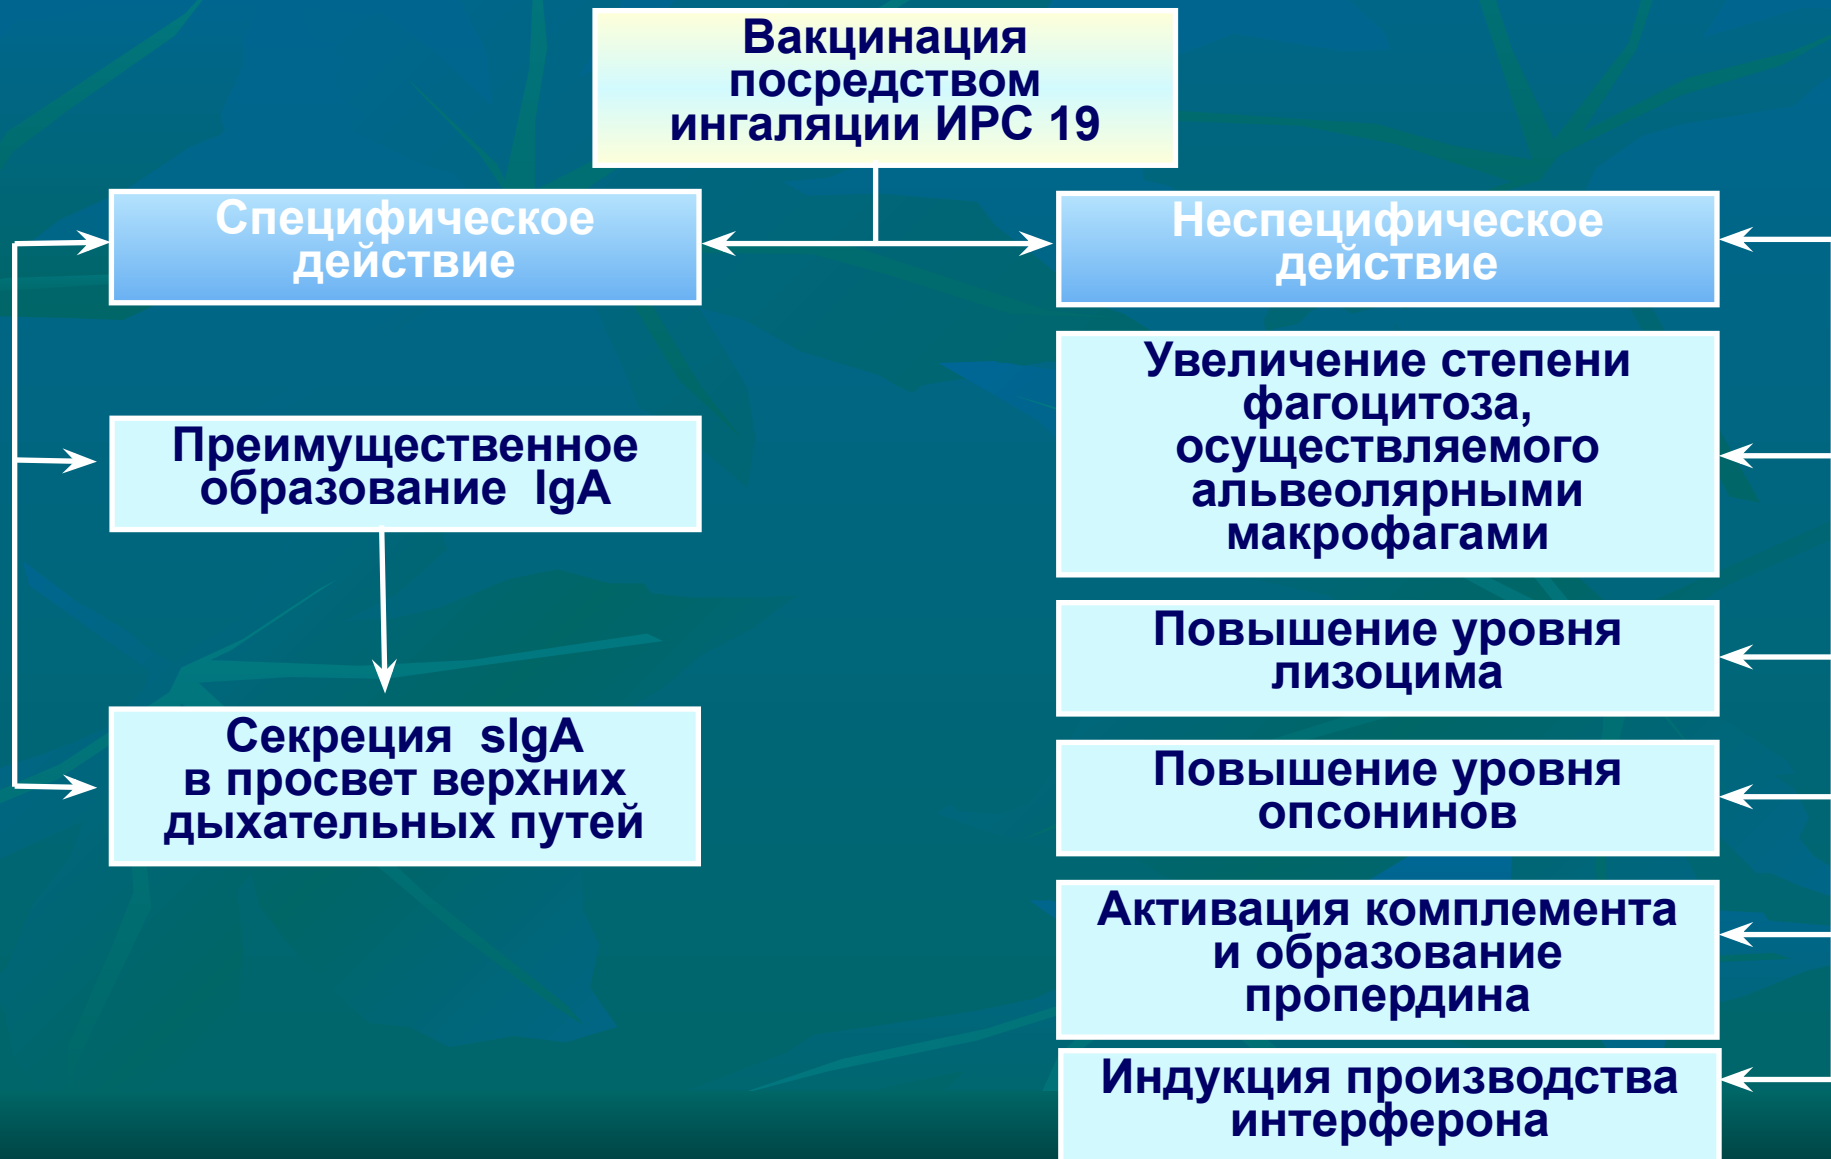 Вакцинация
посредством
ингаляции ИРС 19
Специфическое
действие
Преимущественное
образование IgA
Секреция sIgA
в просвет верхних
дыхательных путей
Неспецифическое
действие
Увеличение степени
фагоцитоза,
осуществляемого
альвеолярными
макрофагами
Повышение уровня
лизоцима
Повышение уровня
опсонинов
Активация комплемента
и образование
пропердина
Индукция производства
интерферона